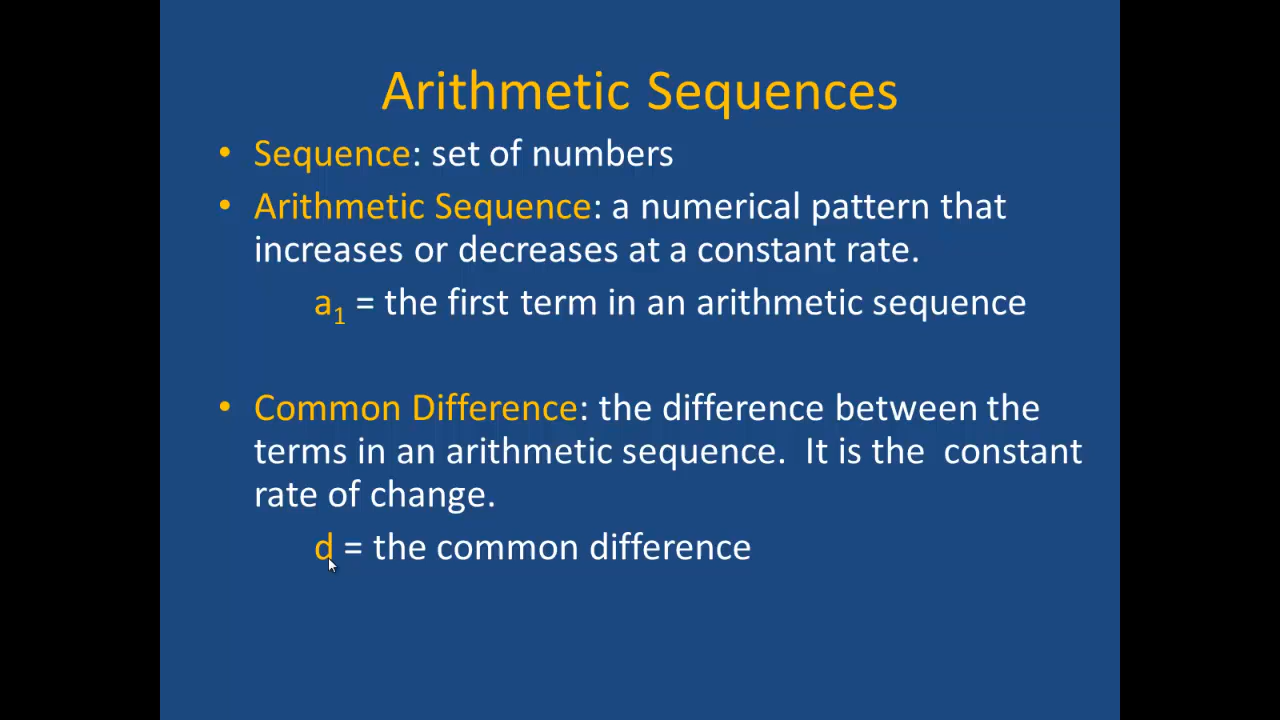 Arithmetic Sequences
• Sequence: set of numbers
• Arithmetic Sequence: a numerical pattern that
increases or decreases at a constant rate.
a₁ = the first term in an arithmetic sequence
• Common Difference: the difference between the
terms in an arithmetic sequence.  It is the  constant
rate of change.
d = the common difference